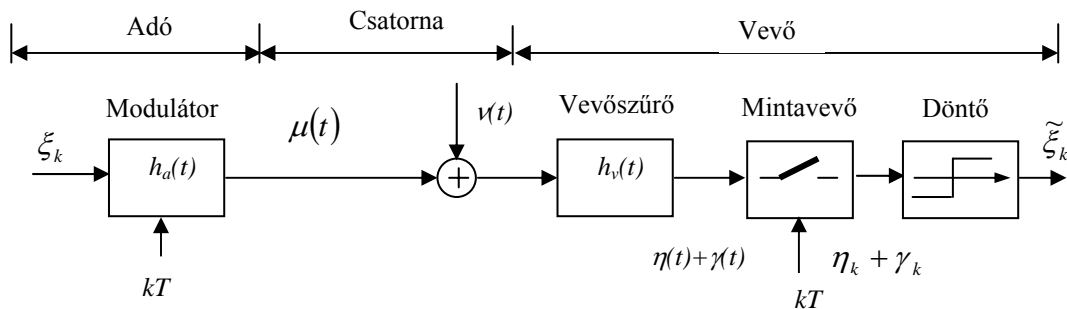 Adó
Csatorna
Vevő
Modulátor
μ(t)
ν(t)
Vevőszűrő
Mintavevő
Döntő
ξ_k
h_a(t)
+
h_v(t)
ξ̃_k
kT
η(t)+γ(t)
η_k + γ_k
kT